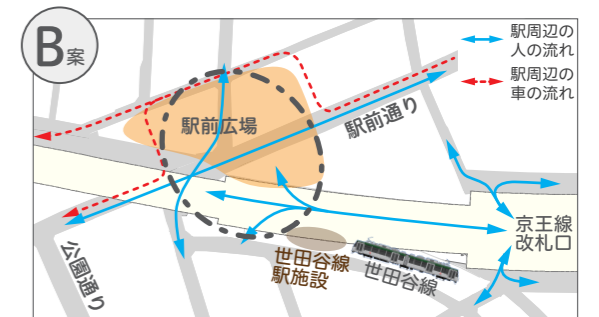 B案
駅周辺の
人の流れ
駅周辺の
車の流れ
駅前広場
駅前通り
京王線
改札口
世田谷線
駅施設
世田谷線
公園通り